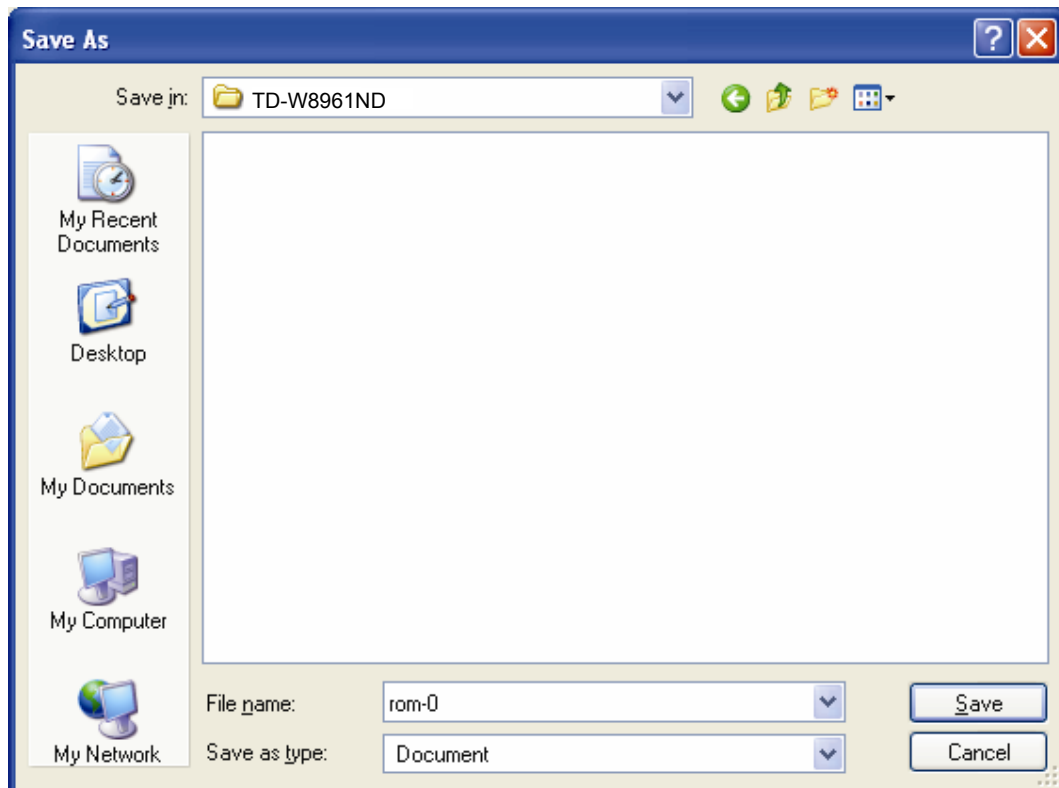 Save As
Save in:
TD-W8961ND
My Recent
Documents
Desktop
My Documents
My Computer
My Network
File name:
rom-0
Save
Save as type:
Document
Cancel